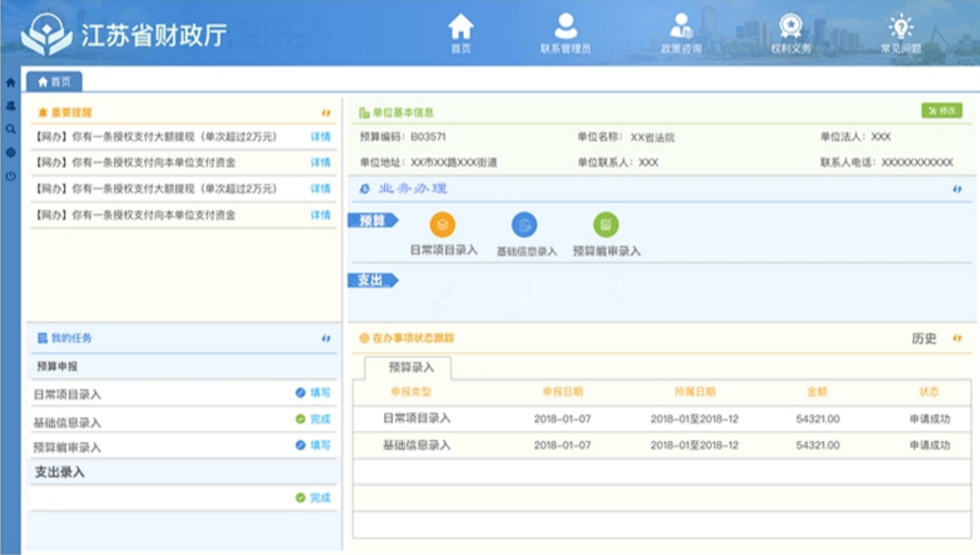 江苏省财政厅
首页
联系管理员
政策咨询
权利义务
常见问题
首页
重要提醒
【网办】你有一条授权支付大额提现（单次超过2万元） 详情
【网办】你有一条授权支付向本单位支付资金 详情
【网办】你有一条授权支付大额提现（单次超过2万元） 详情
【网办】你有一条授权支付向本单位支付资金 详情
单位基本信息 修改
预算编码：B03571 单位名称：XX省法院 单位法人：XXX
单位地址：XX市XX路XXX街道 单位联系人：XXX 联系人电话：XXXXXXXXXXX
业务办理
预算
日常项目录入 基础信息录入 预算编审录入
支出
我的任务
预算申报
日常项目录入 填写
基础信息录入 完成
预算编审录入 填写
支出录入
完成
在办事项状态跟踪 历史
预算录入
申报类型 申报日期 所属日期 金额 状态
日常项目录入 2018-01-07 2018-01至2018-12 54321.00 申请成功
基础信息录入 2018-01-07 2018-01至2018-12 54321.00 申请成功